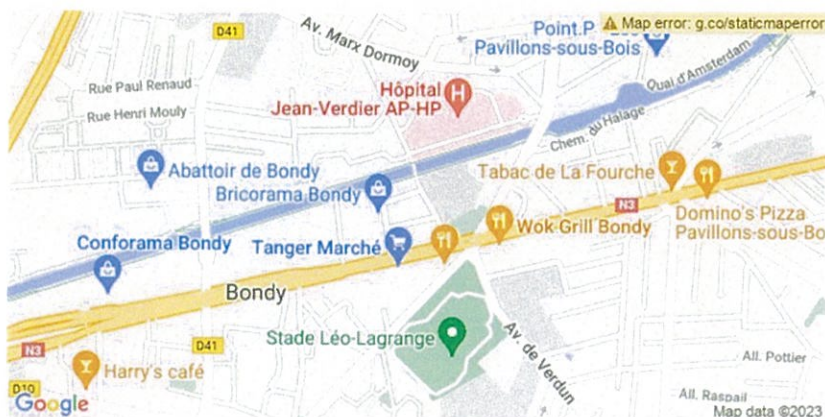 Av. Marx Dormoy
Point.P
Pavillons-sous-Bois
Map error: g.co/staticmaperror
D41
Quai d'Amsterdam
Rue Paul Renaud
Hôpital
Jean-Verdier AP-HP
H
Rue Henri Mouly
Chem. du Halage
Abattoir de Bondy
Tabac de La Fourche
Bricorama Bondy
N3
Domino's Pizza
Pavillons-sous-Bo
Wok Grill Bondy
Conforama Bondy
Tanger Marché
Bondy
Stade Léo-Lagrange
Av. de Verdun
N3
D41
Harry's café
All. Pottier
D10
Google
All. Raspail
Map data ©2023